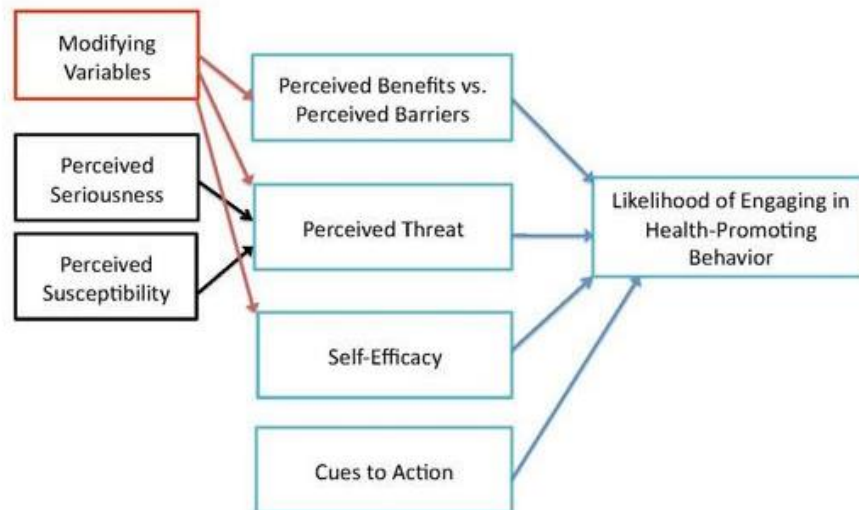 Modifying
Variables
Perceived Benefits vs.
Perceived Barriers
Perceived
Seriousness
Perceived Threat
Perceived
Susceptibility
Likelihood of Engaging in
Health-Promoting
Behavior
Self-Efficacy
Cues to Action